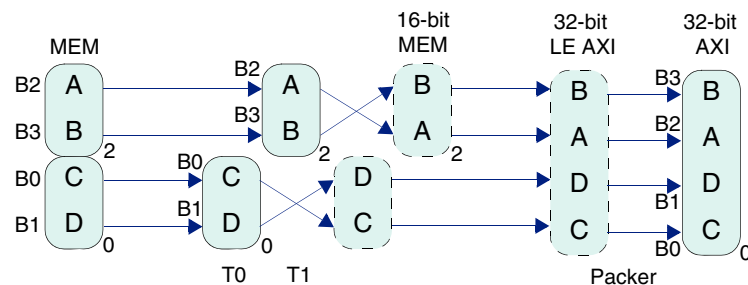 16-bit 32-bit 32-bit
MEM MEM LE AXI AXI
B2 A B2 A B B B3 B
B3 B B3 B A A B2 A
2 2 2
B0 C B0 C D D D
B1 D B1 D C C B1 C
0 0 B0 0
T0 T1 Packer